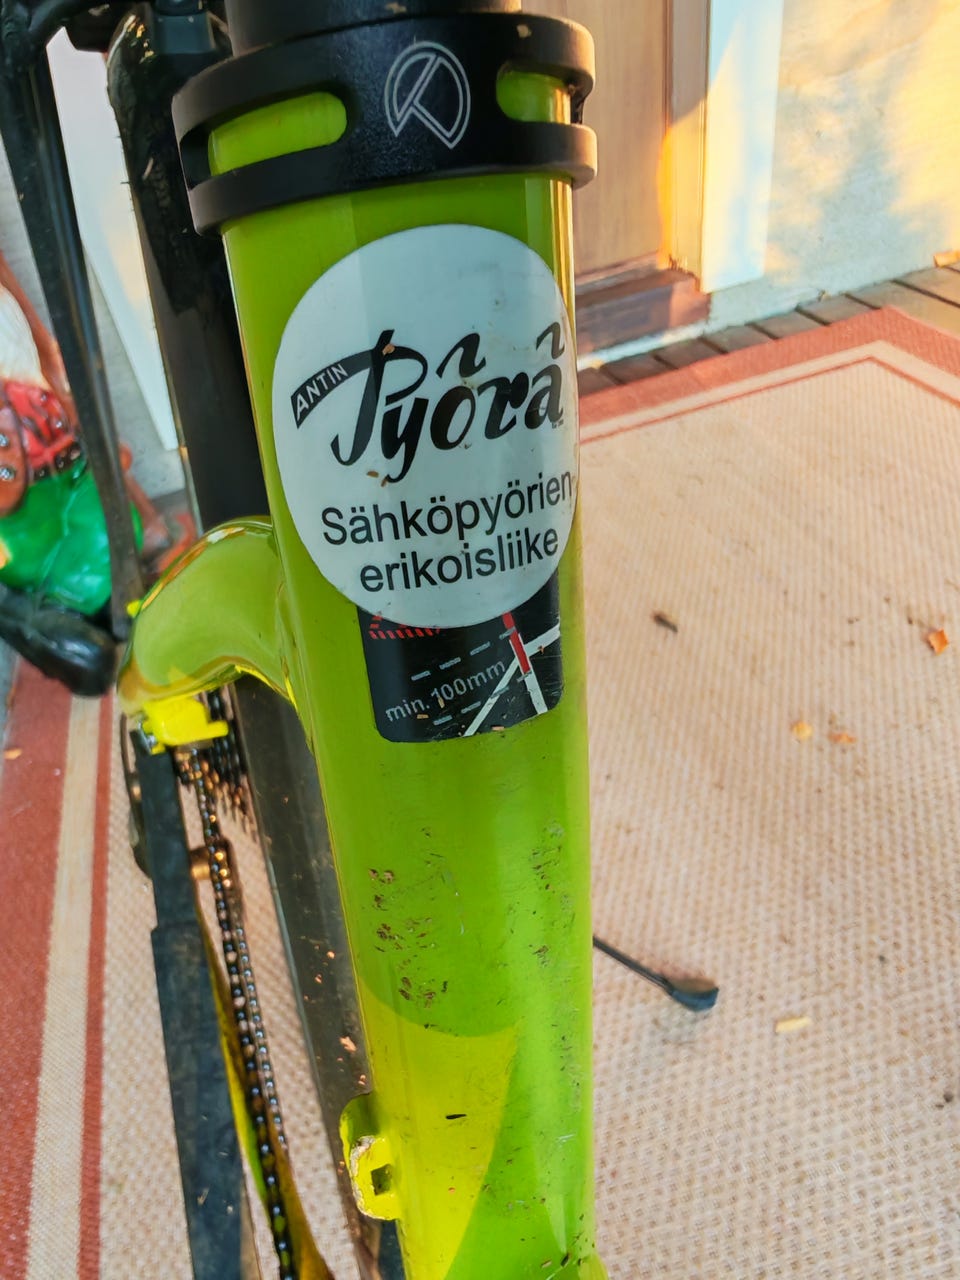 ANTIN
Pyörä
Sähköpyörien
erikoisliike
min. 100mm